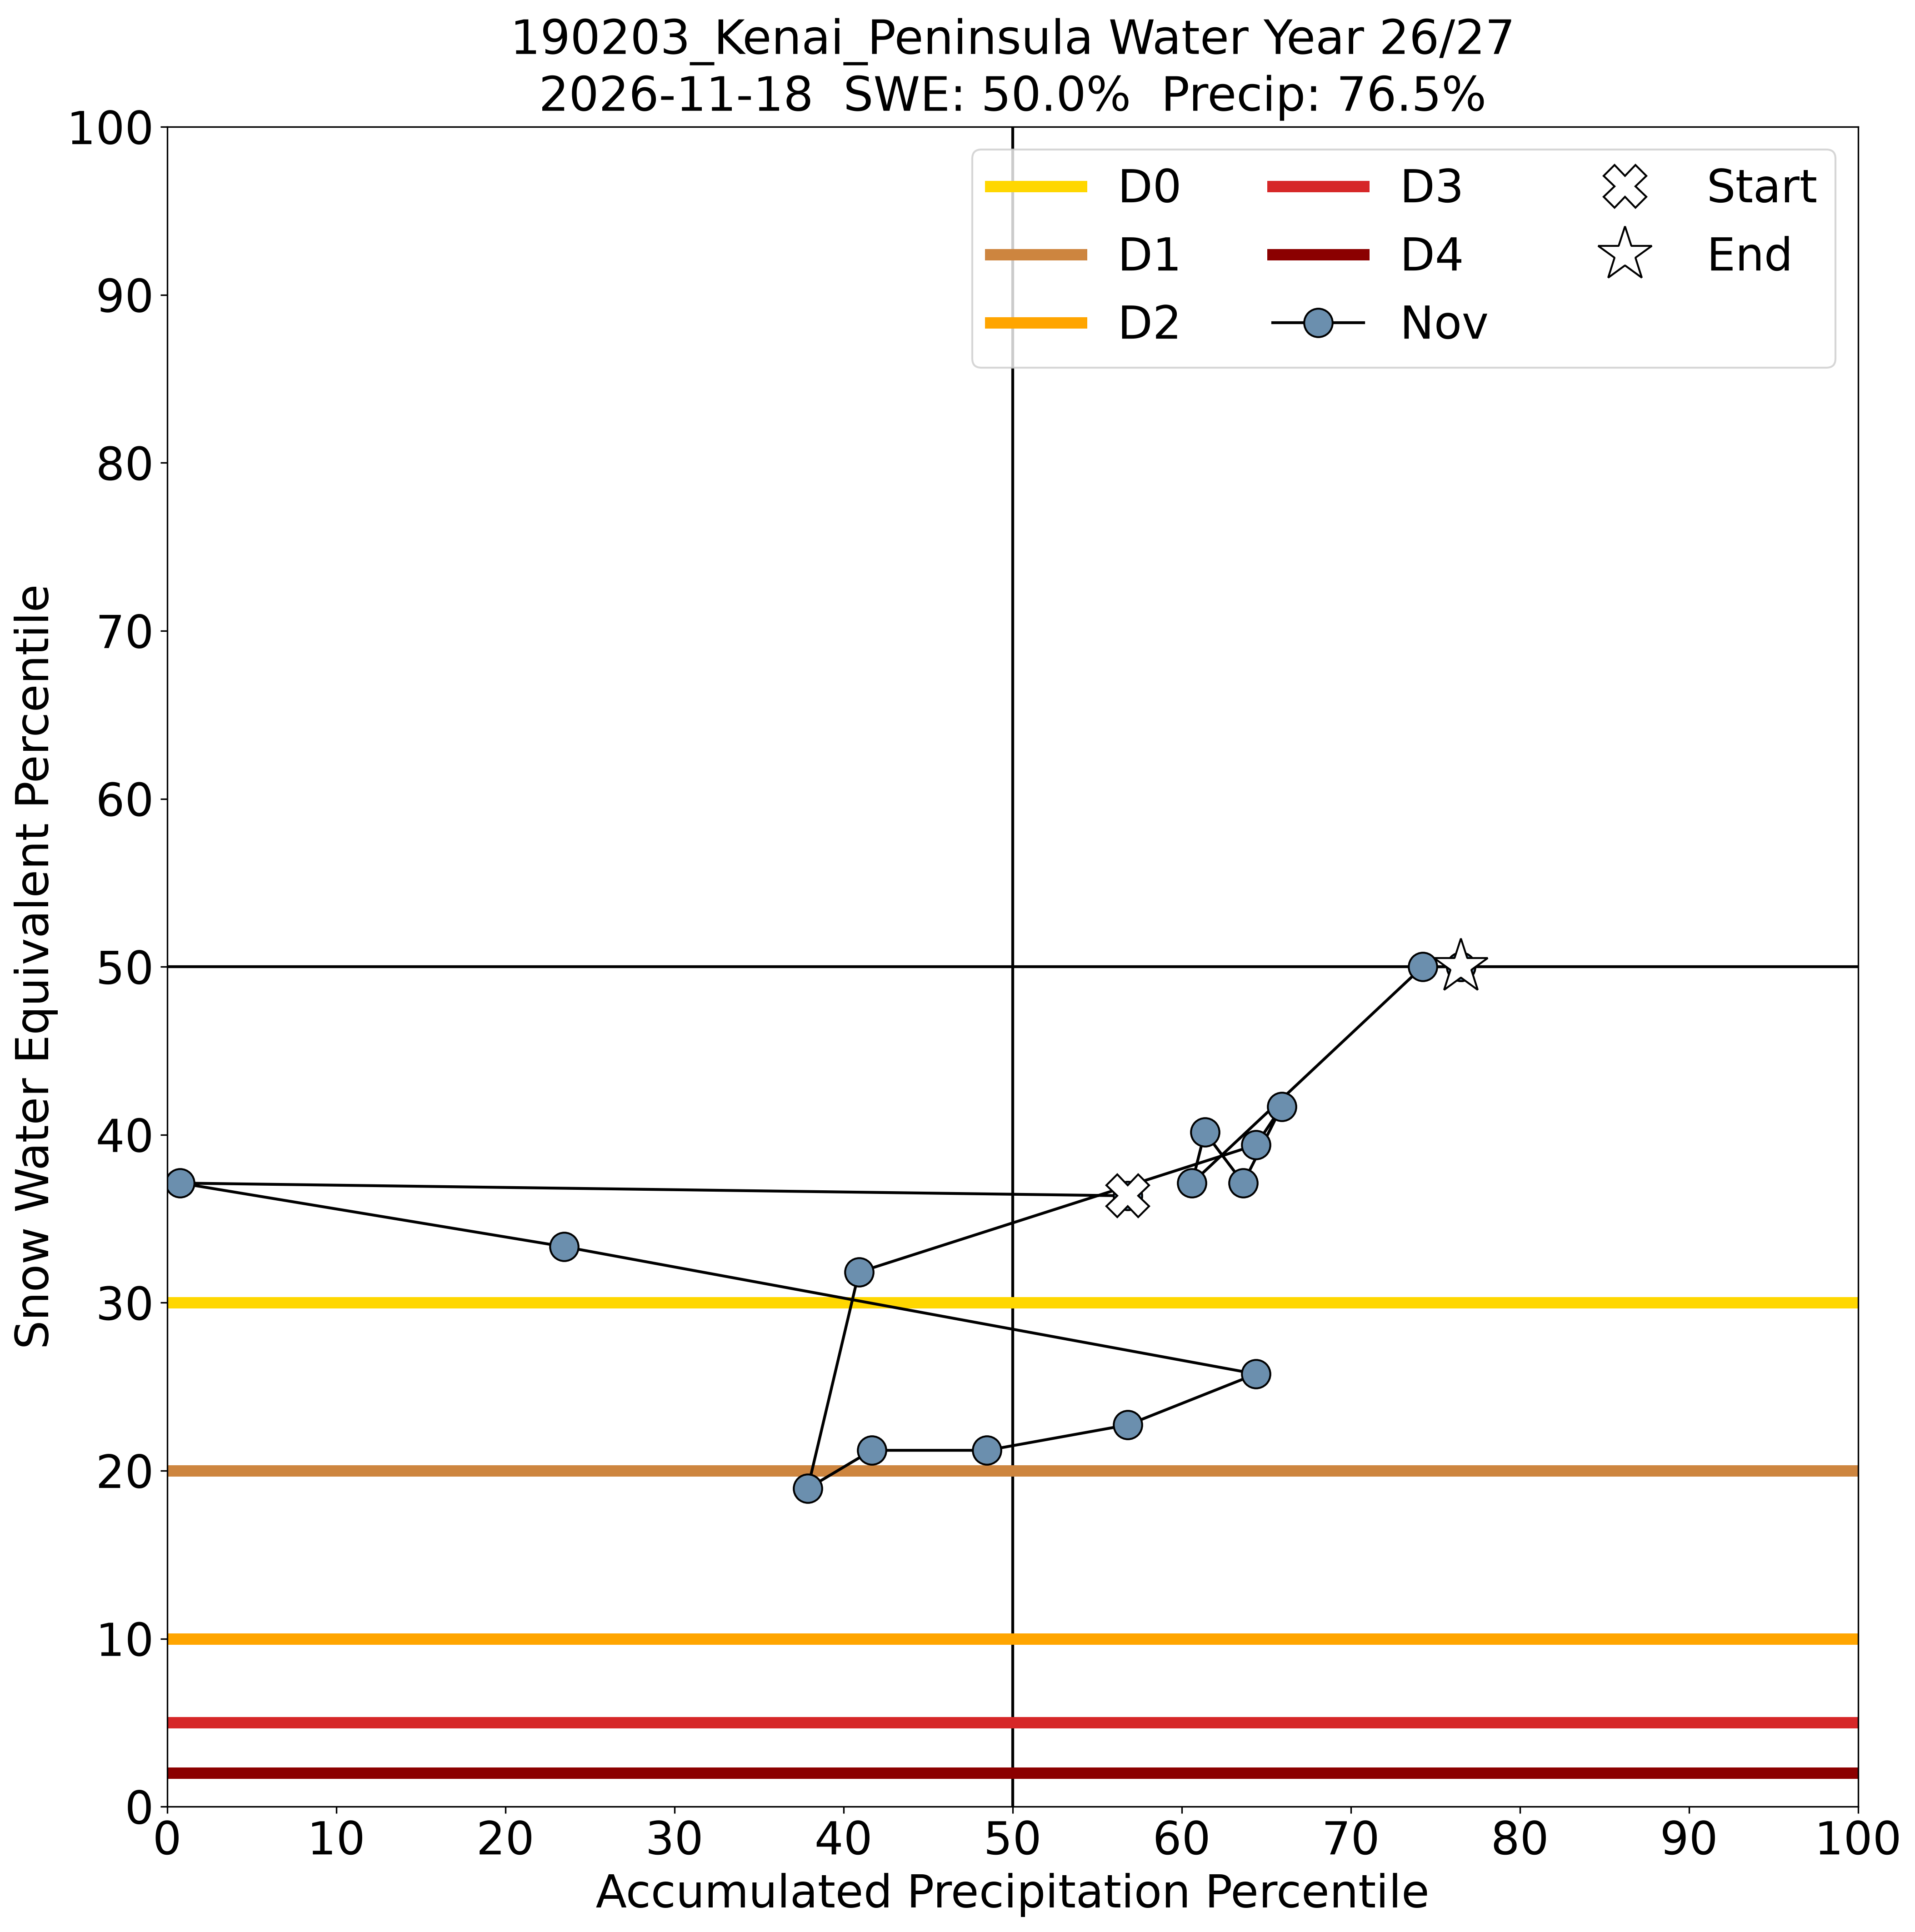 190203_Kenai_Peninsula Water Year 26/27
2026-11-18 SWE: 50.0% Precip: 76.5%
D0 D3 Start
D1 D4 End
D2 Nov
Snow Water Equivalent Percentile
100
90
80
70
60
50
40
30
20
10
0
0 10 20 30 40 50 60 70 80 90 100
Accumulated Precipitation Percentile